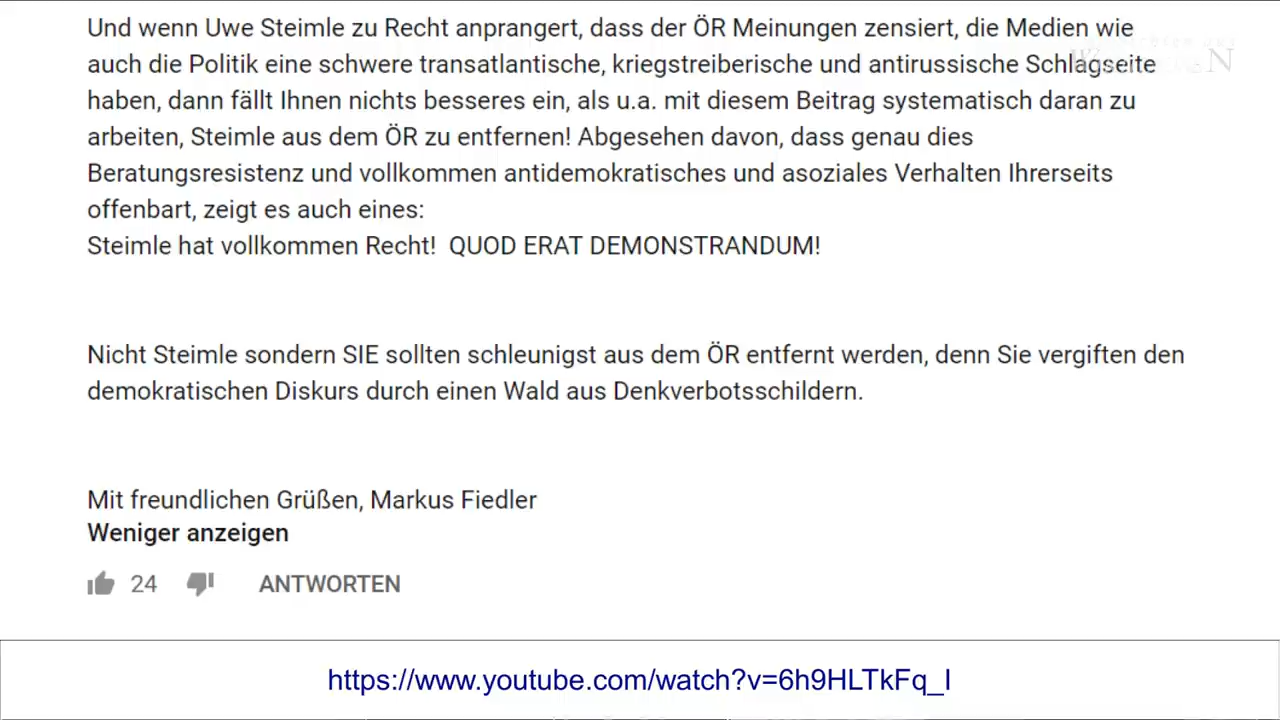 Und wenn Uwe Steimle zu Recht anprangert, dass der ÖR Meinungen zensiert, die Medien wie
auch die Politik eine schwere transatlantische, kriegstreiberische und antirussische Schlagseite
haben, dann fällt Ihnen nichts besseres ein, als u.a. mit diesem Beitrag systematisch daran zu
arbeiten, Steimle aus dem ÖR zu entfernen! Abgesehen davon, dass genau dies
Beratungsresistenz und vollkommen antidemokratisches und asoziales Verhalten Ihrerseits
offenbart, zeigt es auch eines:
Steimle hat vollkommen Recht!  QUOD ERAT DEMONSTRANDUM!
Nicht Steimle sondern SIE sollten schleunigst aus dem ÖR entfernt werden, denn Sie vergiften den
demokratischen Diskurs durch einen Wald aus Denkverbotsschildern.
Mit freundlichen Grüßen, Markus Fiedler
Weniger anzeigen
24 ANTWORTEN
https://www.youtube.com/watch?v=6h9HLTkFq_I